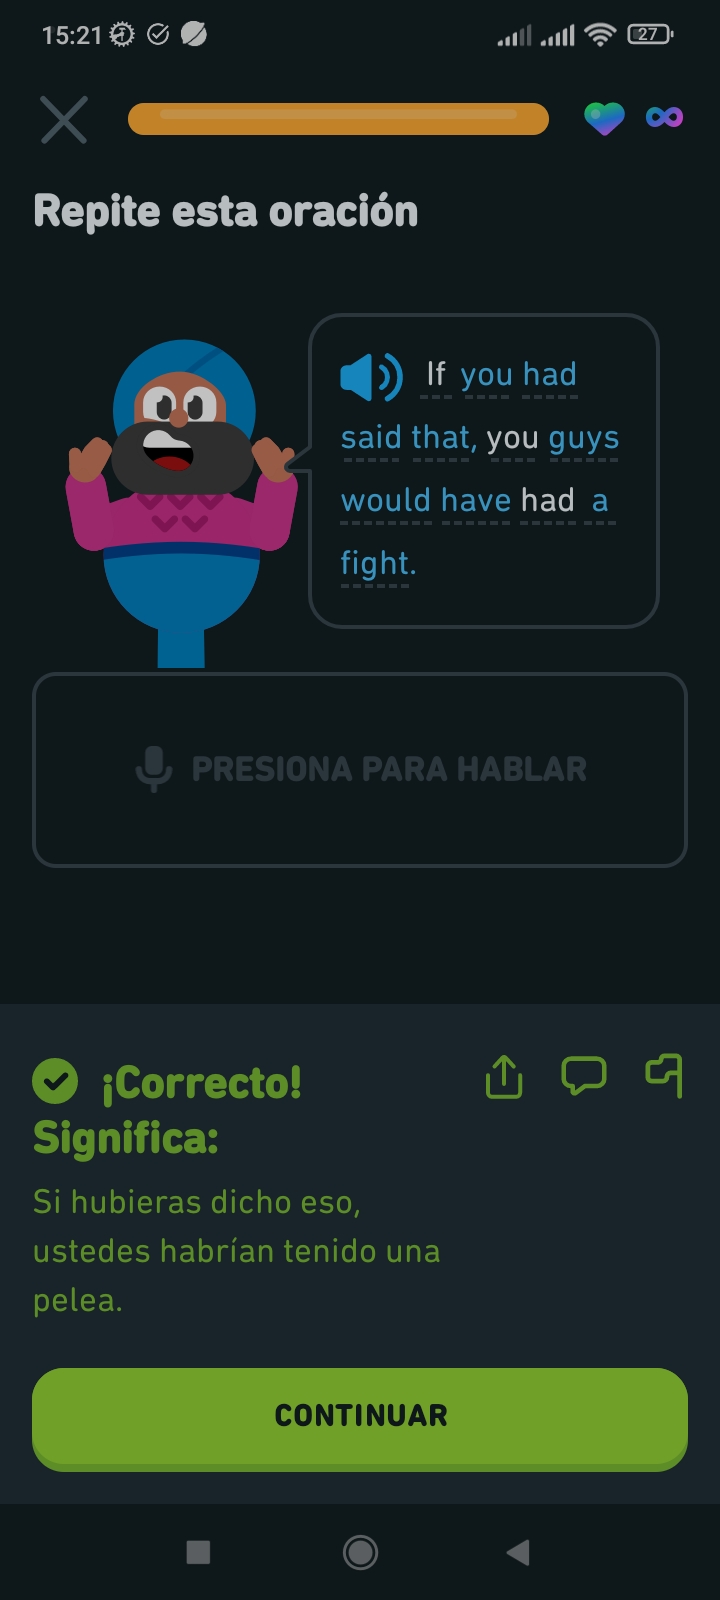 15:21
27
Repite esta oración
If you had
said that, you guys
would have had a
fight.
PRESIONA PARA HABLAR
¡Correcto!
Significa:
Si hubieras dicho eso,
ustedes habrían tenido una
pelea.
CONTINUAR